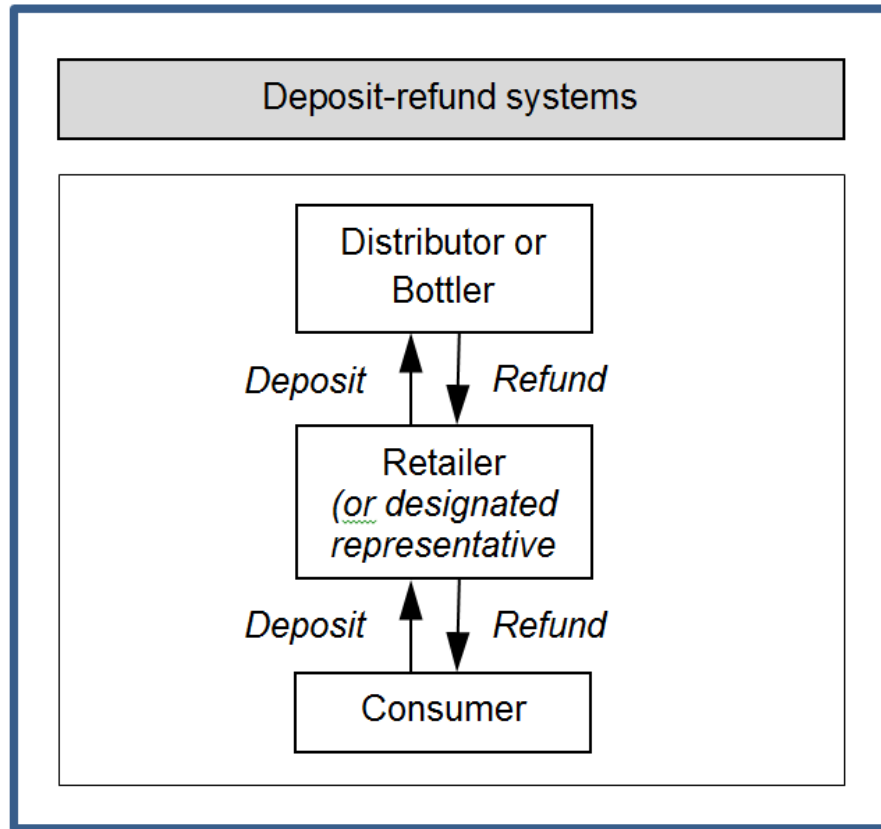 Deposit-refund systems
Distributor or
Bottler
Deposit
Refund
Retailer
(or designated
representative
Deposit
Refund
Consumer